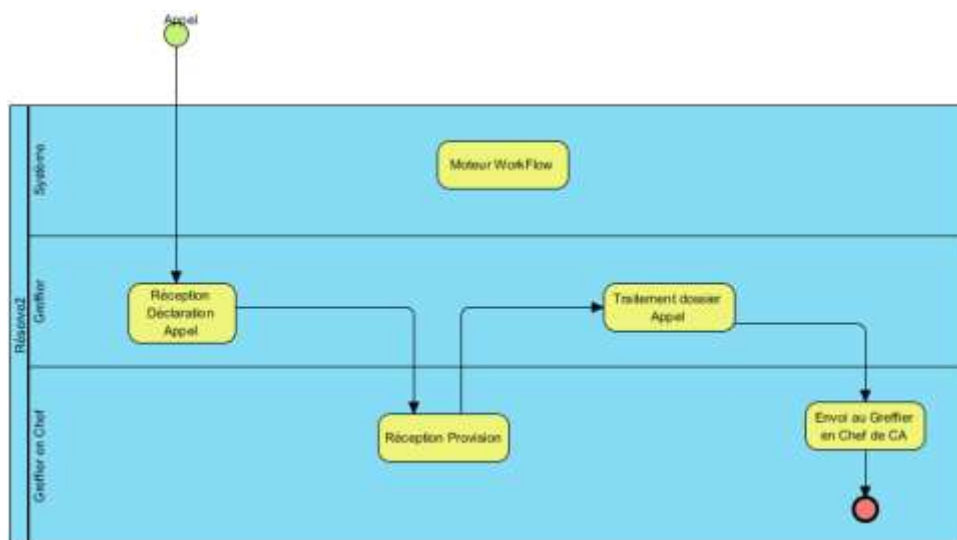 Appel
Système
Moteur WorkFlow
Greffier
Réception
Déclaration
Appel
Traitement dossier
Appel
Greffier en Chef
Réception Provision
Envoi au Greffier
en Chef de CA